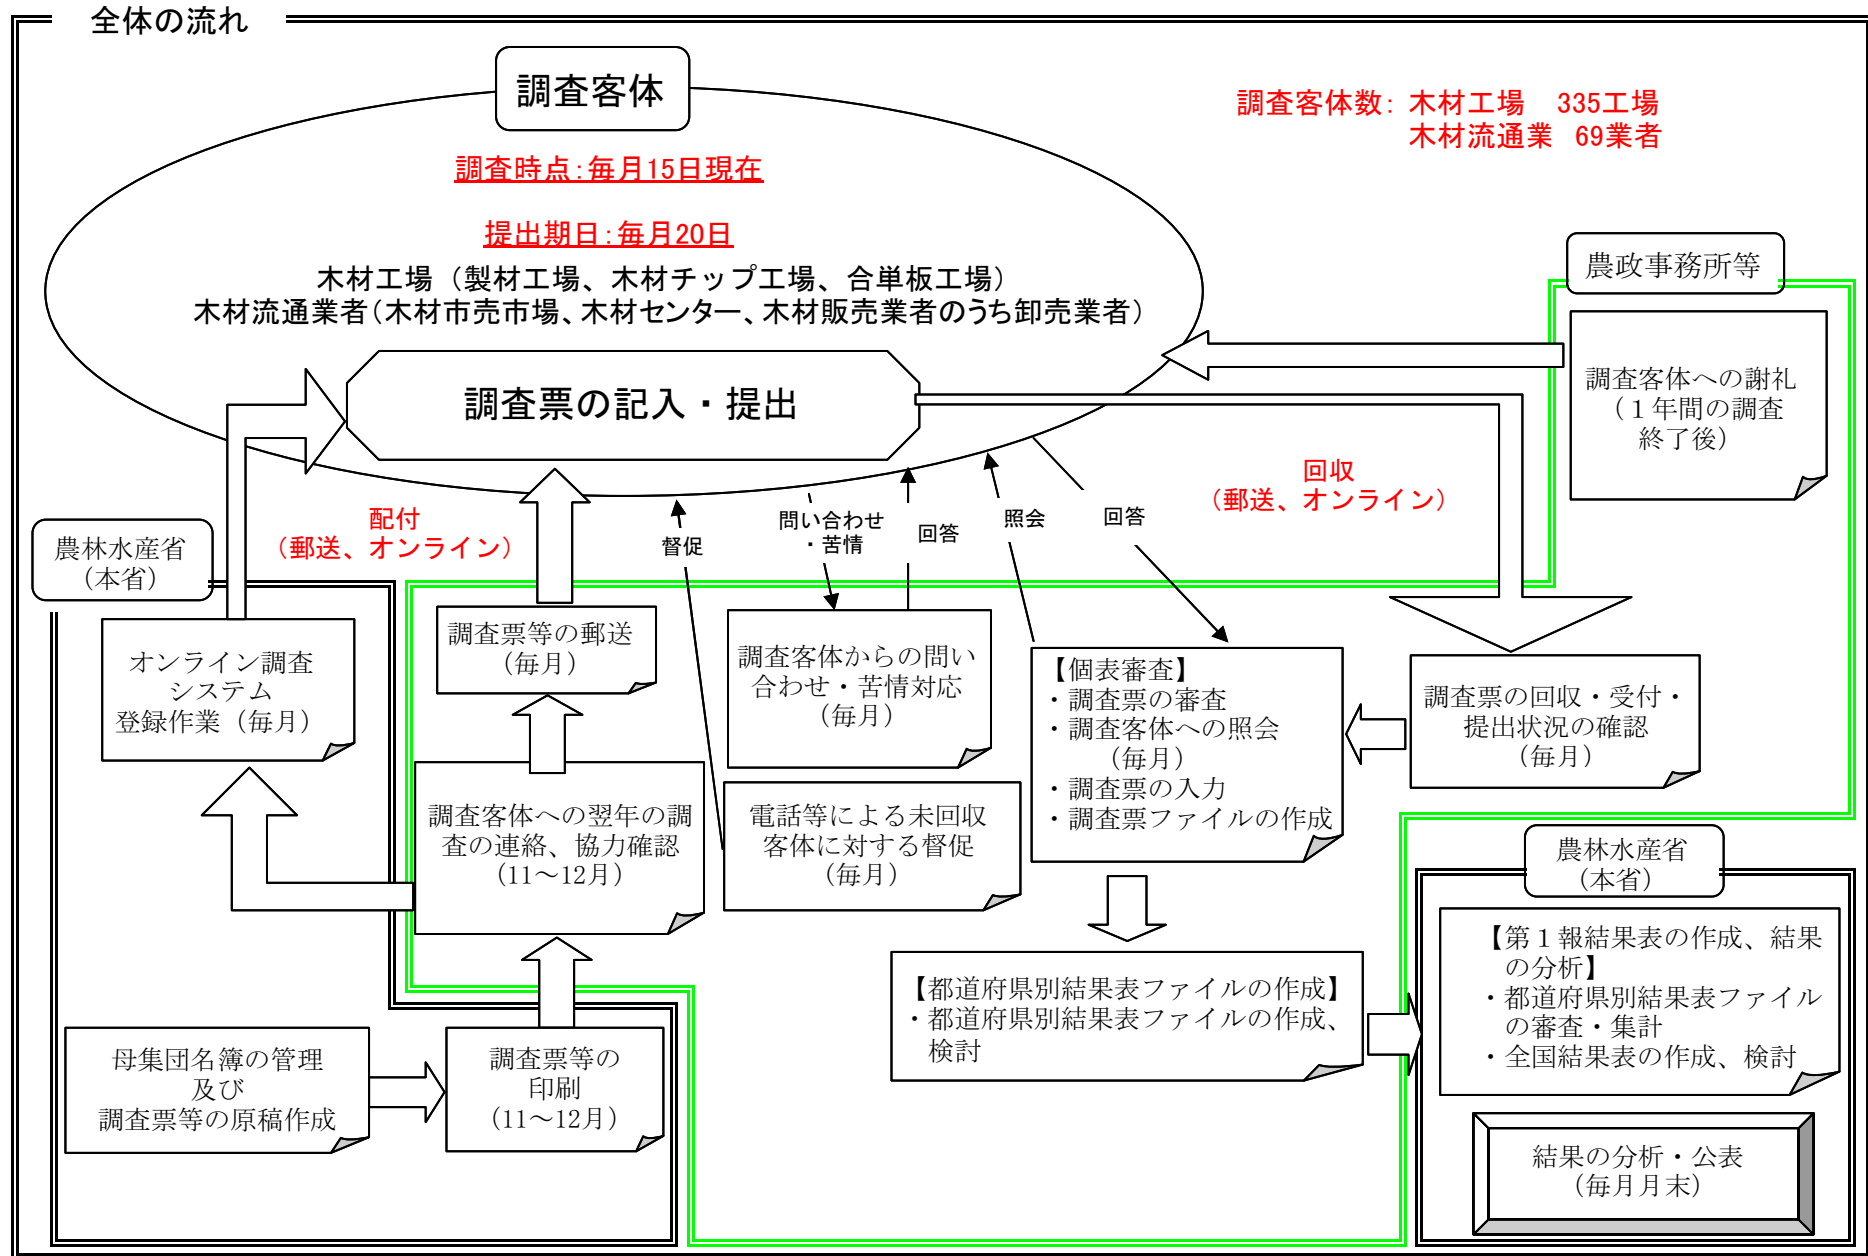 全体の流れ
調査客体
調査客体数: 木材工場 335工場
木材流通業 69業者
調査時点:毎月15日現在
提出期日:毎月20日
木材工場（製材工場、木材チップ工場、合単板工場）
木材流通業者（木材市売市場、木材センター、木材販売業者のうち卸売業者）
調査票の記入・提出
農政事務所等
調査客体への謝礼
（１年間の調査
終了後）
回収
（郵送、オンライン）
配付
（郵送、オンライン）
督促
問い合わせ
・苦情
回答
照会
回答
農林水産省
（本省）
オンライン調査
システム
登録作業（毎月）
調査票等の郵送
（毎月）
調査客体からの問い
合わせ・苦情対応
（毎月）
【個表審査】
・調査票の審査
・調査客体への照会
（毎月）
・調査票の入力
・調査票ファイルの作成
調査票の回収・受付・
提出状況の確認
（毎月）
調査客体への翌年の調
査の連絡、協力確認
（11～12月）
電話等による未回収
客体に対する督促
（毎月）
農林水産省
（本省）
【第１報結果表の作成、結果
の分析】
・都道府県別結果表ファイル
の審査・集計
・全国結果表の作成、検討
【都道府県別結果表ファイルの作成】
・都道府県別結果表ファイルの作成、
検討
母集団名簿の管理
及び
調査票等の原稿作成
調査票等の
印刷
（11～12月）
結果の分析・公表
（毎月月末）